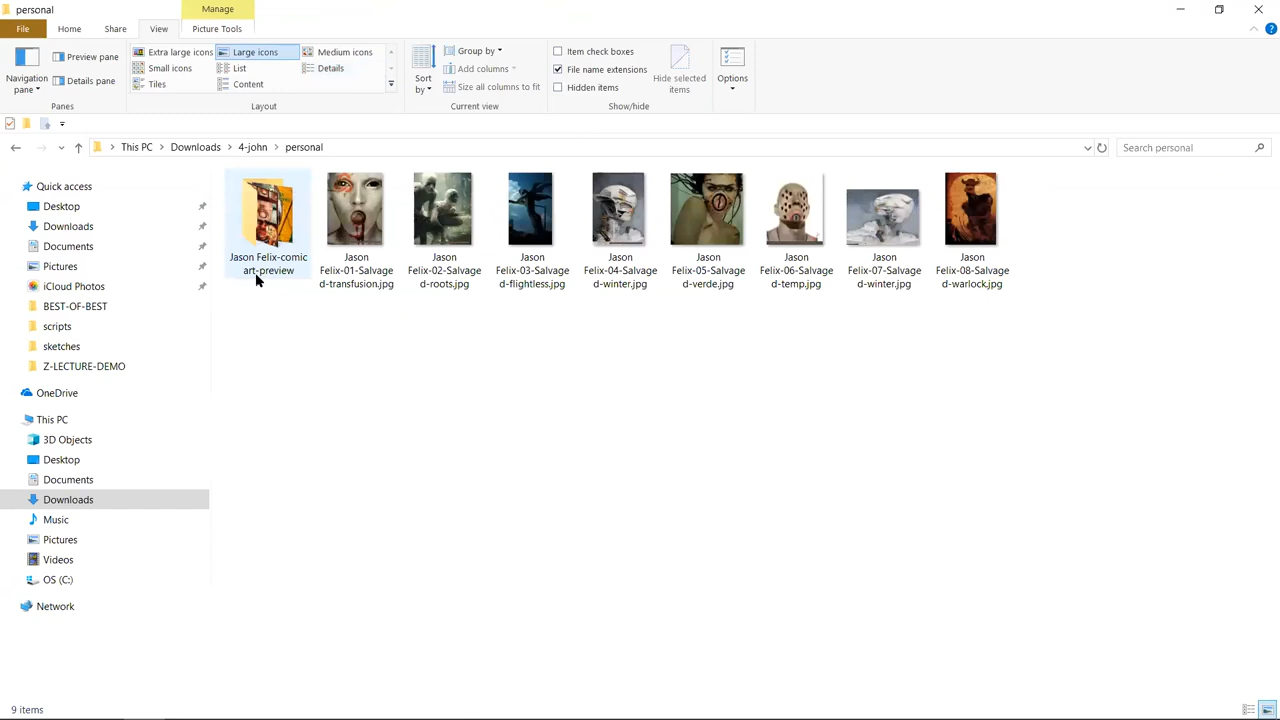 personal
Manage
File
Home
Share
View
Picture Tools
Navigation
pane
Preview pane
Details pane
Panes
Extra large icons
Large icons
Medium icons
Small icons
List
Details
Tiles
Content
Layout
Sort
by
Group by
Add columns
Size all columns to fit
Current view
Item check boxes
File name extensions
Hidden items
Hide selected
items
Show/hide
Options
This PC
Downloads
4-john
personal
Search personal
Quick access
Desktop
Downloads
Documents
Pictures
iCloud Photos
BEST-OF-BEST
scripts
sketches
Z-LECTURE-DEMO
OneDrive
This PC
3D Objects
Desktop
Documents
Downloads
Music
Pictures
Videos
OS (C:)
Network
Jason Felix-comic
art-preview
Jason
Felix-01-Salvage
d-transfusion.jpg
Jason
Felix-02-Salvage
d-roots.jpg
Jason
Felix-03-Salvage
d-flightless.jpg
Jason
Felix-04-Salvage
d-winter.jpg
Jason
Felix-05-Salvage
d-verde.jpg
Jason
Felix-06-Salvage
d-temp.jpg
Jason
Felix-07-Salvage
d-winter.jpg
Jason
Felix-08-Salvage
d-warlock.jpg
9 items